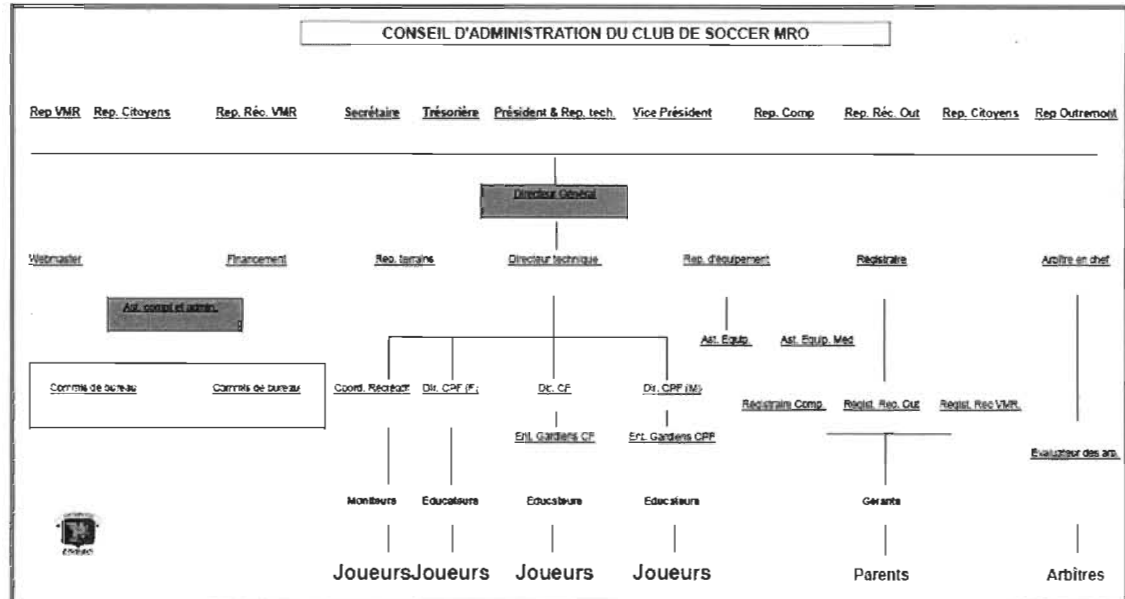 CONSEIL D'ADMINISTRATION DU CLUB DE SOCCER MRO
Rep VMR Rep. Citoyens Rep. Réc. VMR Secrétaire Trésorière Président & Rep. tech. Vice Président Rep. Comp Rep. Réc. Out Rep. Citoyens Rep Outremont
Directeur Général
Webmaster Financement Rep. terrains Directeur technique Rep. d'équipement Régistraire Arbitre en chef
Ast. compt et admin.
Ast. Equip. Ast. Equip. Med
Commis de bureau Commis de bureau Coord. Récréatif Dir. CPF (F) Dir. CF Dir. CPF (M)
Régistraire Comp. Régist. Rec. Out Régist. Rec VMR.
Ent. Gardiens CF Ent. Gardiens CPF
Evaluateur des arb.
Moniteurs Educateurs Educateurs Educateurs Gérants
Joueurs Joueurs Joueurs Joueurs Parents Arbîtres